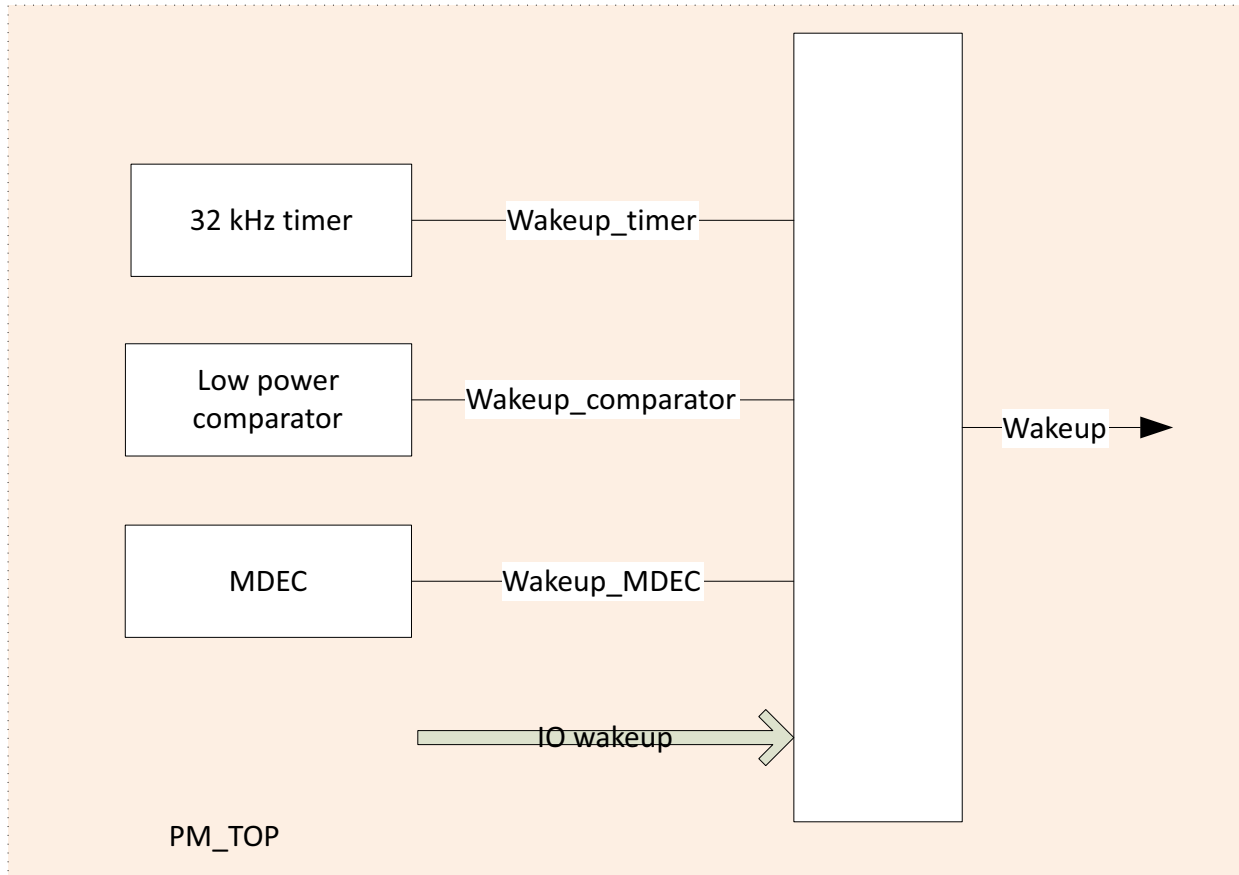 32 kHz timer
Wakeup_timer
Low power
comparator
Wakeup_comparator
Wakeup
MDEC
Wakeup_MDEC
IO wakeup
PM_TOP